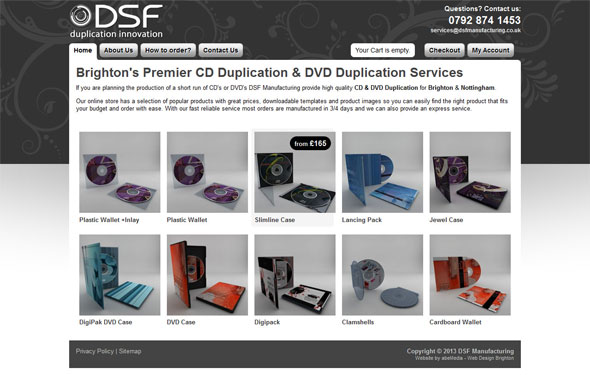 DSF
duplication innovation
Questions? Contact us:
0792 874 1453
services@dsfmanufacturing.co.uk
Home About Us How to order? Contact Us Your Cart is empty. Checkout My Account
Brighton's Premier CD Duplication & DVD Duplication Services
If you are planning the production of a short run of CD's or DVD's DSF Manufacturing provide high quality CD & DVD Duplication for Brighton & Nottingham.
Our online store has a selection of popular products with great prices, downloadable templates and product images so you can easily find the right product that fits
your budget and order with ease. With our fast reliable service most orders are manufactured in 3/4 days and we can also provide an express service.
from £165
Plastic Wallet +Inlay Plastic Wallet Slimline Case Lancing Pack Jewel Case
DigiPak DVD Case DVD Case Digipack Clamshells Cardboard Wallet
Privacy Policy | Sitemap
Copyright © 2013 DSF Manufacturing
Website by abelMedia - Web Design Brighton